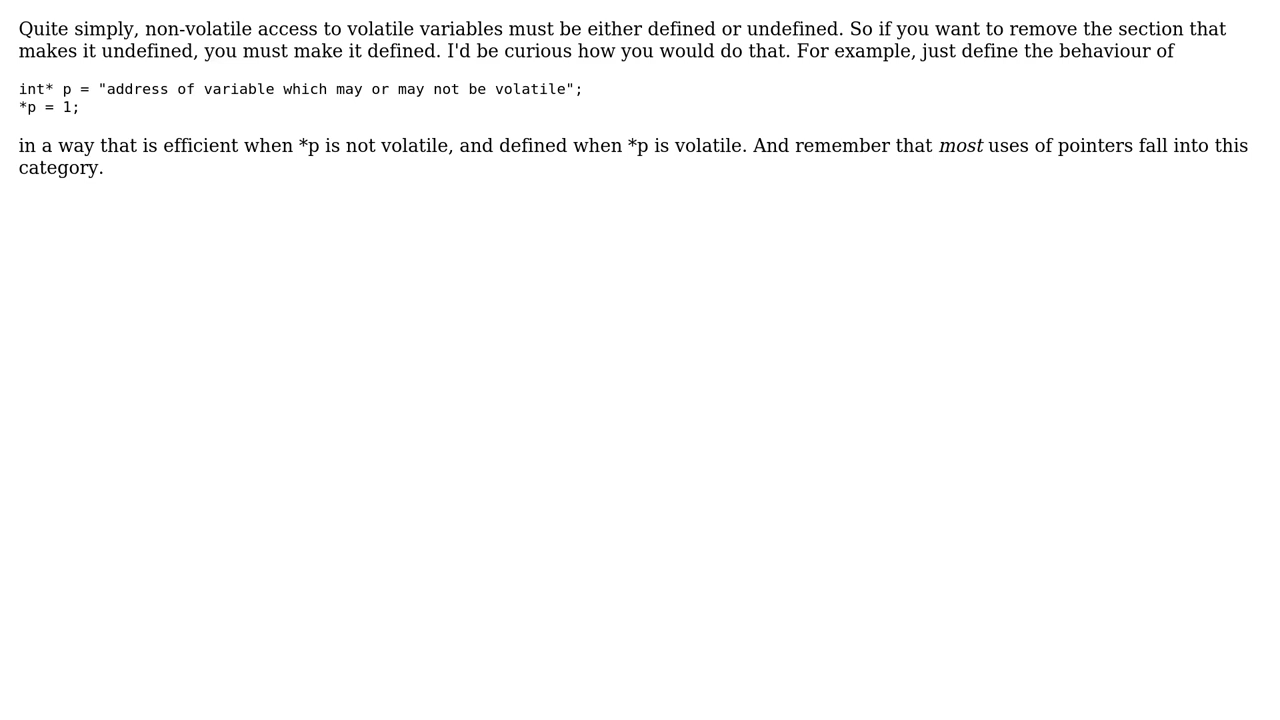 Quite simply, non-volatile access to volatile variables must be either defined or undefined. So if you want to remove the section that
makes it undefined, you must make it defined. I'd be curious how you would do that. For example, just define the behaviour of
int* p = "address of variable which may or may not be volatile";
*p = 1;
in a way that is efficient when *p is not volatile, and defined when *p is volatile. And remember that most uses of pointers fall into this
category.